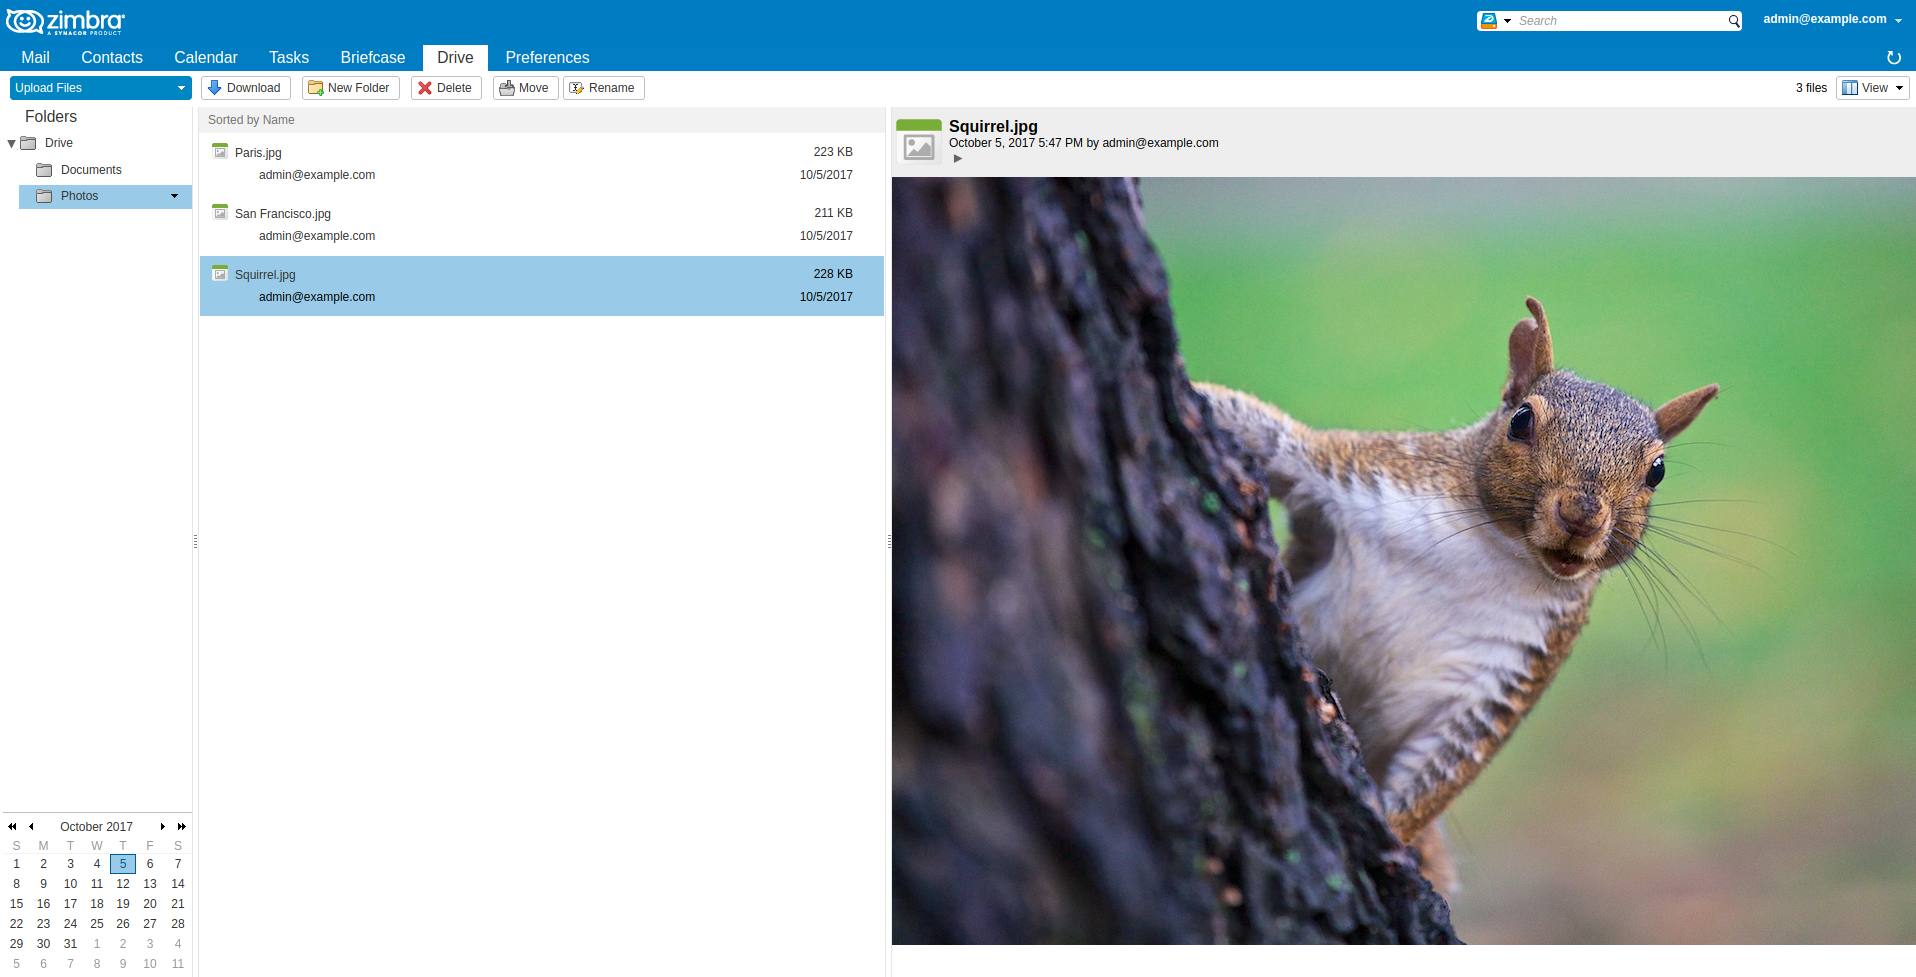 zimbra
A SYNACOR PRODUCT
Search
admin@example.com
Mail Contacts Calendar Tasks Briefcase Drive Preferences
Upload Files Download New Folder Delete Move Rename 3 files View
Folders
Drive
Documents
Photos
Sorted by Name
Paris.jpg 223 KB
admin@example.com 10/5/2017
San Francisco.jpg 211 KB
admin@example.com 10/5/2017
Squirrel.jpg 228 KB
admin@example.com 10/5/2017
Squirrel.jpg
October 5, 2017 5:47 PM by admin@example.com
October 2017
S M T W T F S
1 2 3 4 5 6 7
8 9 10 11 12 13 14
15 16 17 18 19 20 21
22 23 24 25 26 27 28
29 30 31 1 2 3 4
5 6 7 8 9 10 11